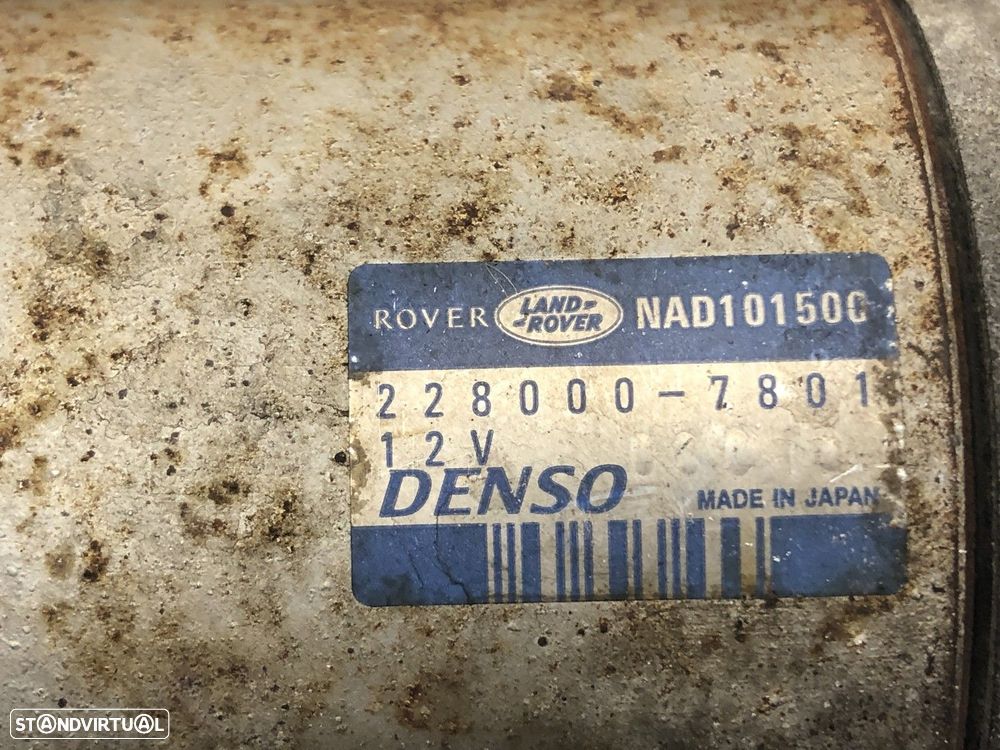 ROVER LAND-ROVER NAD101500
228000-7801
12V
DENSO MADE IN JAPAN
STANDVIRTUAL